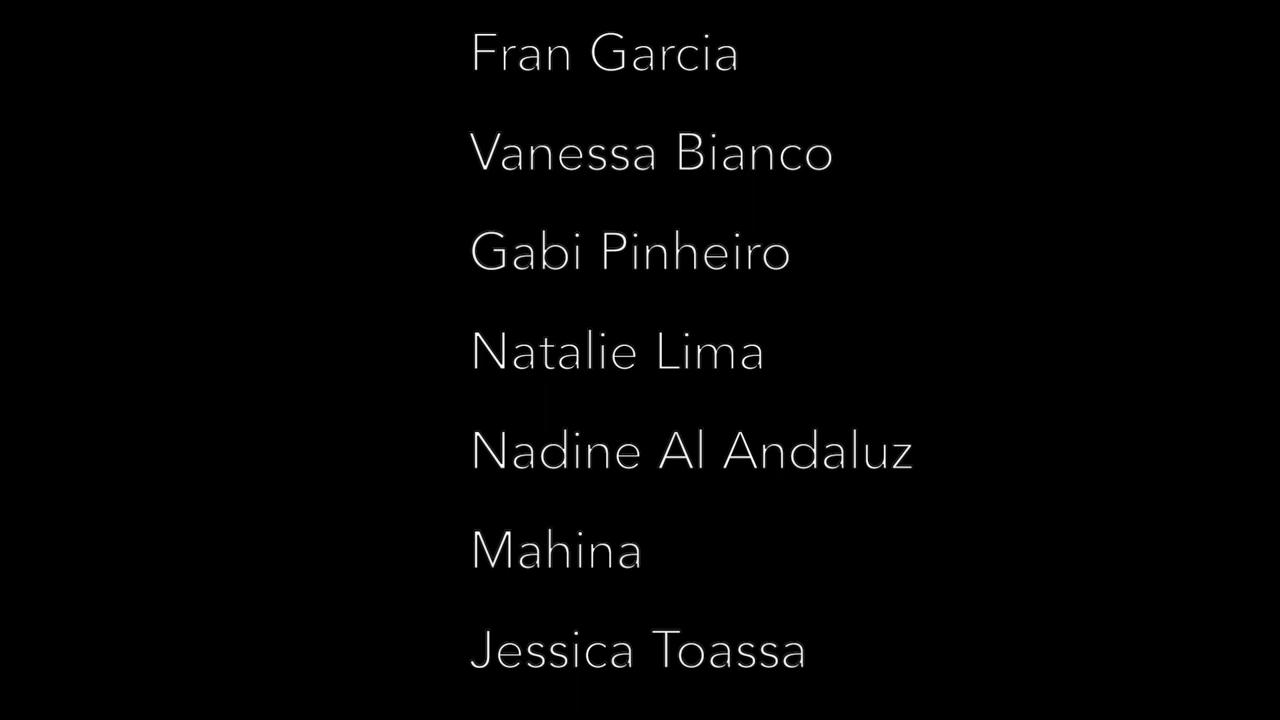 Fran Garcia
Vanessa Bianco
Gabi Pinheiro
Natalie Lima
Nadine Al Andaluz
Mahina
Jessica Toassa